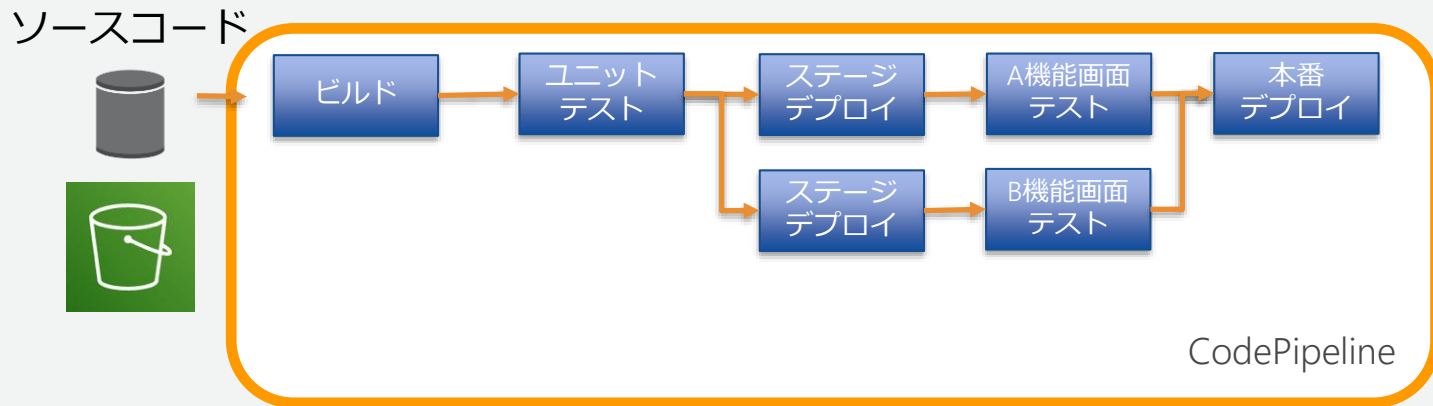 ソースコード
ビルド
ユニット
テスト
ステージ
デプロイ
A機能画面
テスト
本番
デプロイ
ステージ
デプロイ
B機能画面
テスト
CodePipeline